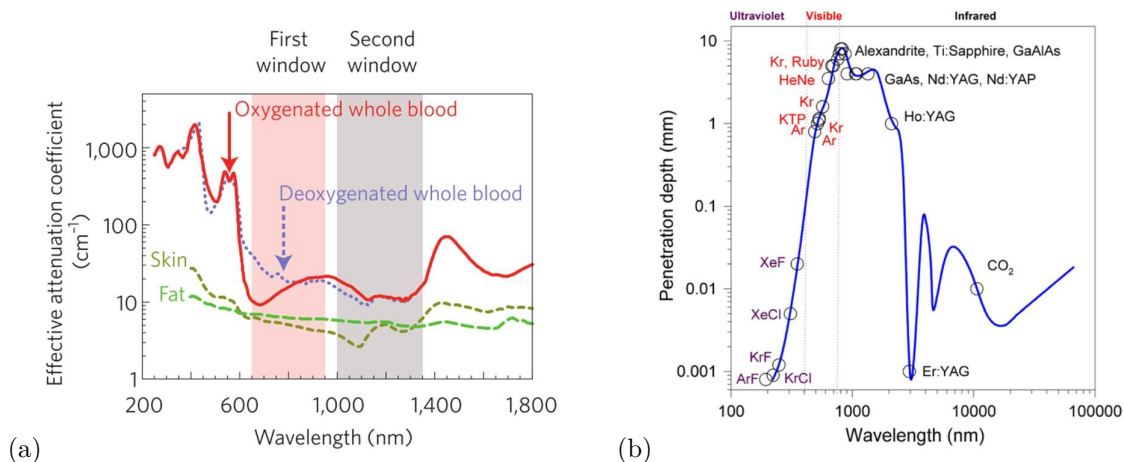 First
window
Second
window
Oxygenated whole blood
Deoxygenated whole blood
Skin
Fat
Effective attenuation coefficient
(cm⁻¹)
1,000
100
10
1
200
600
1,000
1,400
1,800
Wavelength (nm)
(a)
Ultraviolet
Visible
Infrared
Alexandrite, Ti:Sapphire, GaAlAs
Kr, Ruby
HeNe
GaAs, Nd:YAG, Nd:YAP
Kr
KTP
Ar
Kr
Ar
Ho:YAG
XeF
XeCl
KrF
ArF
KrCl
CO₂
Er:YAG
Penetration depth (mm)
10
1
0.1
0.01
0.001
100
1000
10000
100000
Wavelength (nm)
(b)